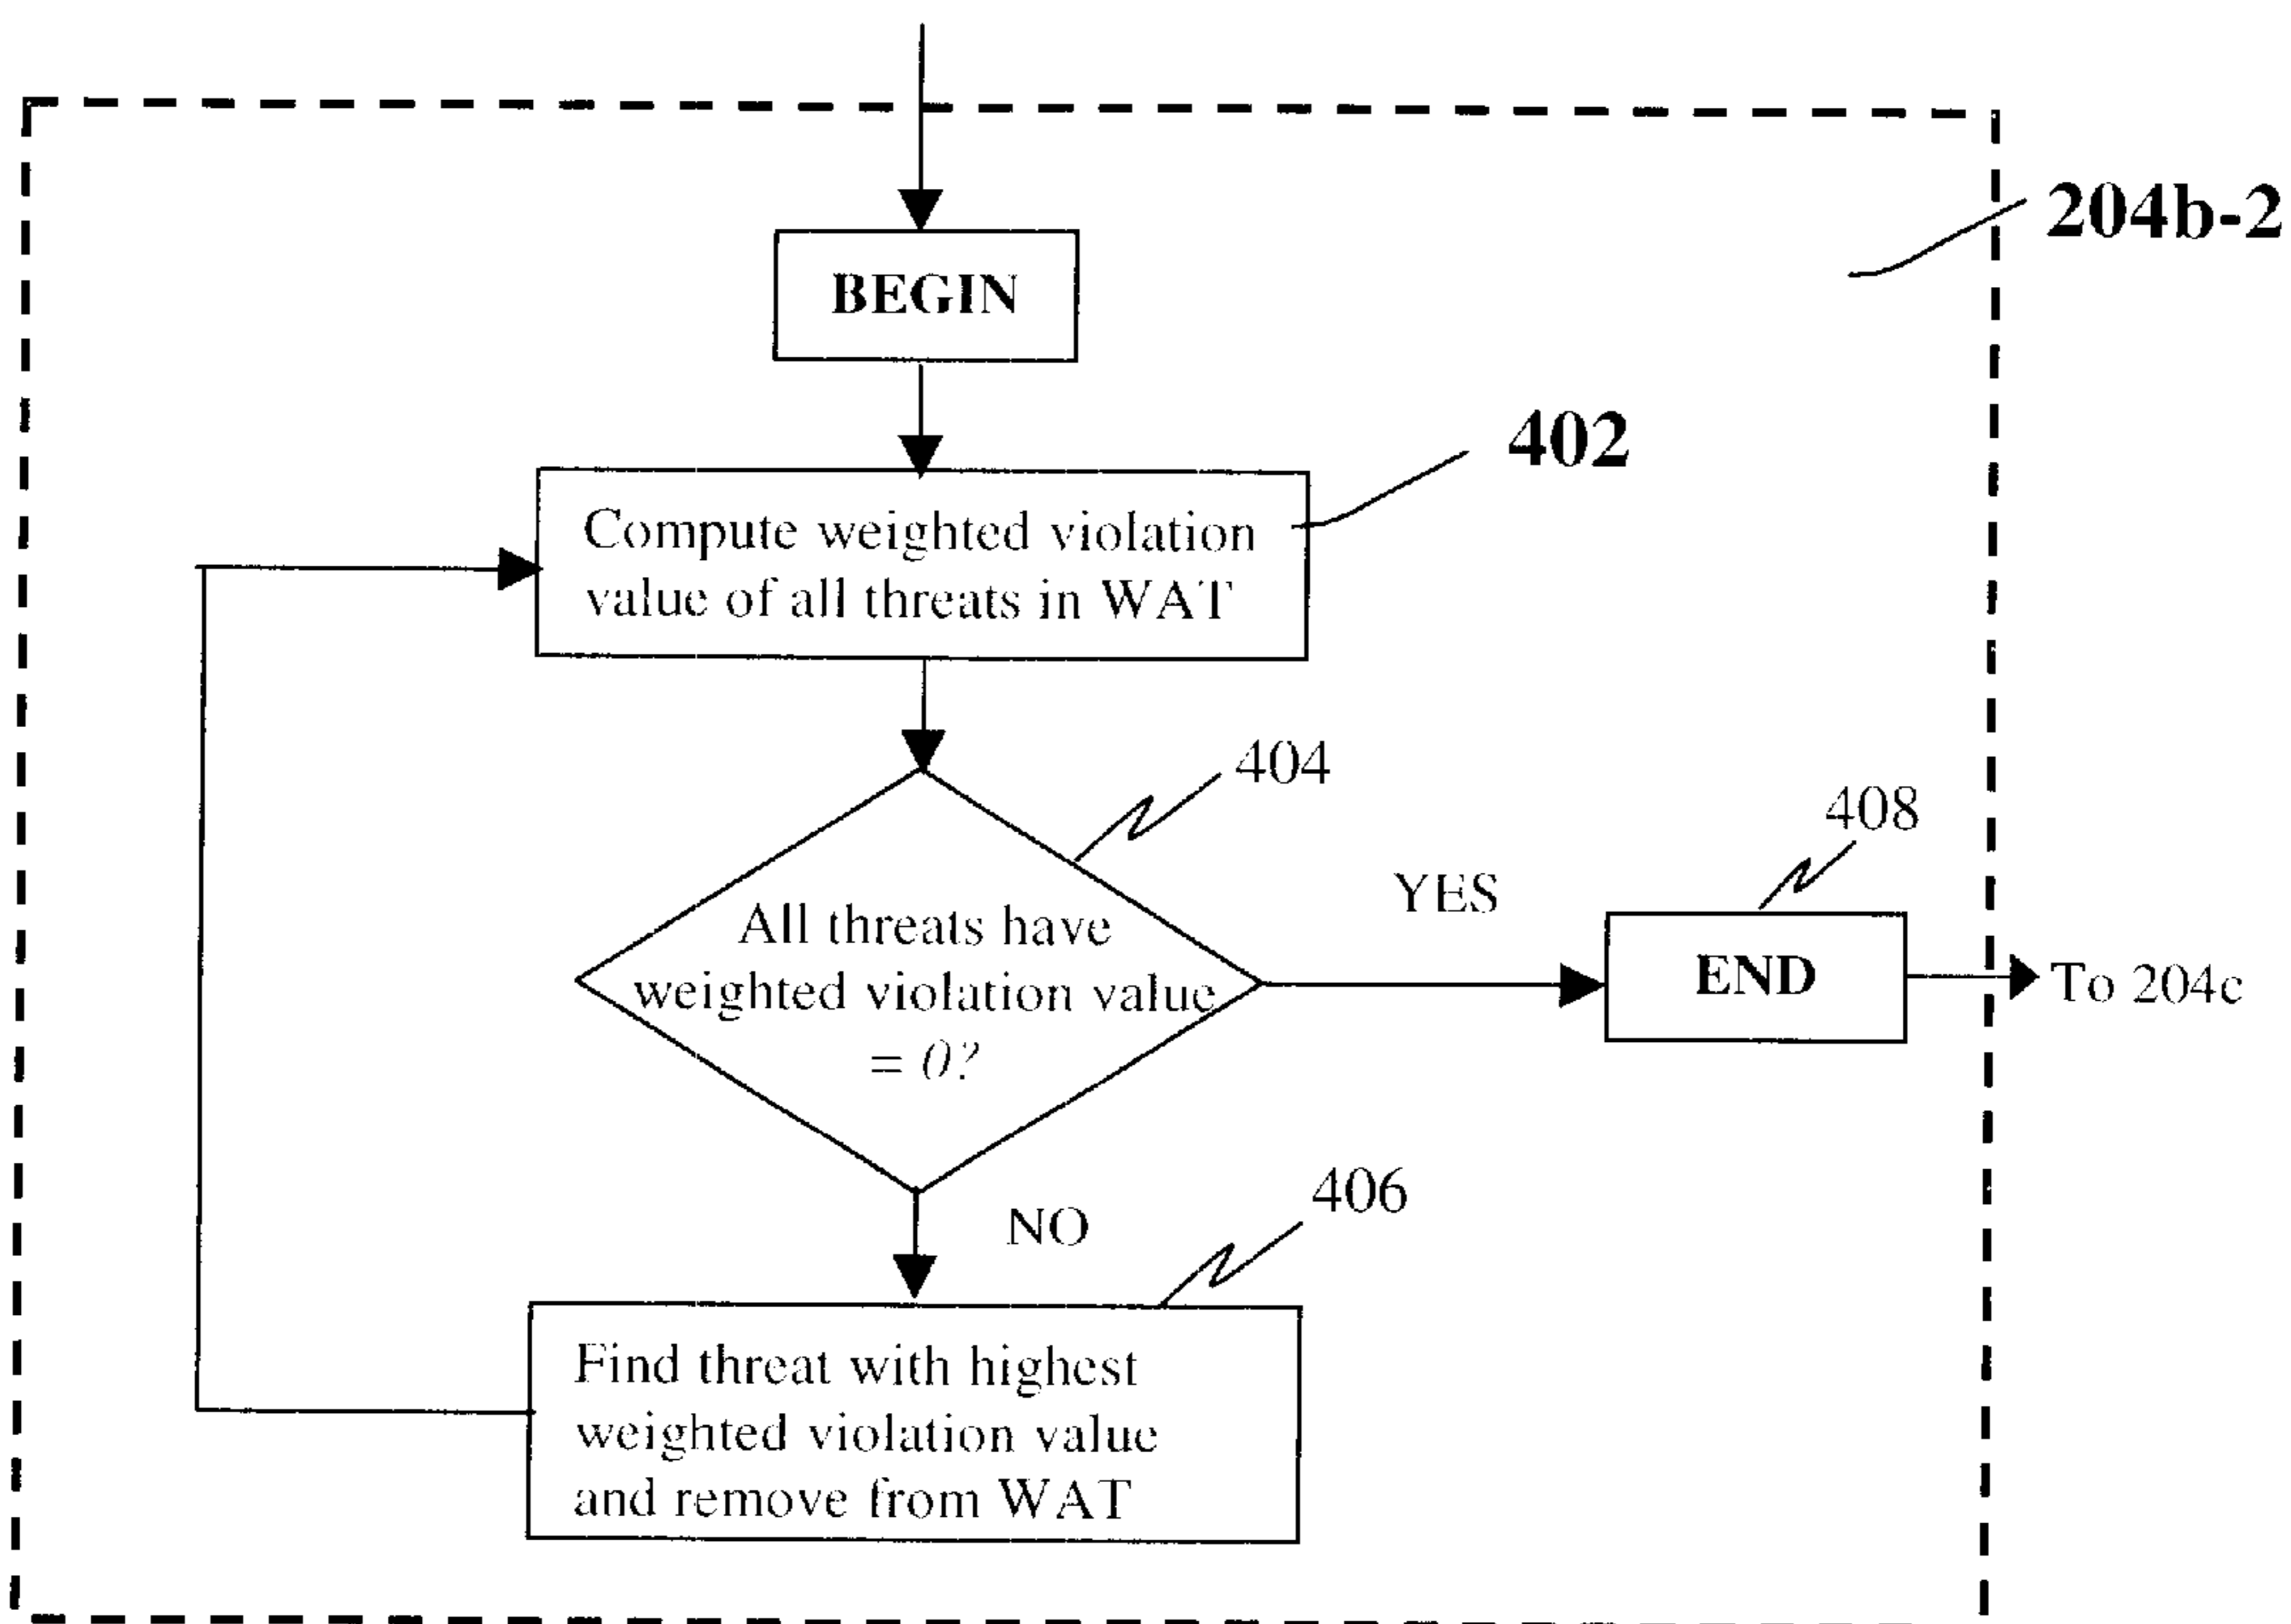 204b-2
BEGIN
402
Compute weighted violation
value of all threats in WAT
404
408
YES
All threats have
weighted violation value
= 0?
END
To 204c
NO
406
Find threat with highest
weighted violation value
and remove from WAT